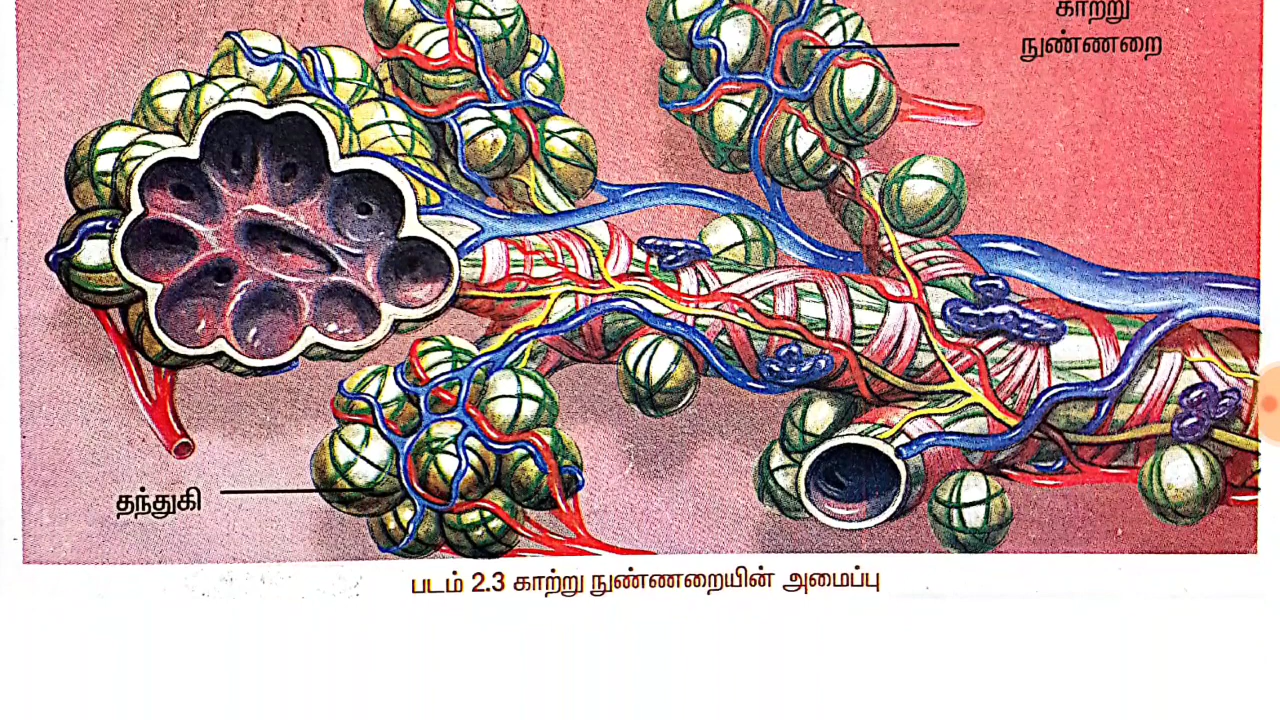 காற்று
நுண்ணறை
தந்துகி
படம் 2.3 காற்று நுண்ணறையின் அமைப்பு